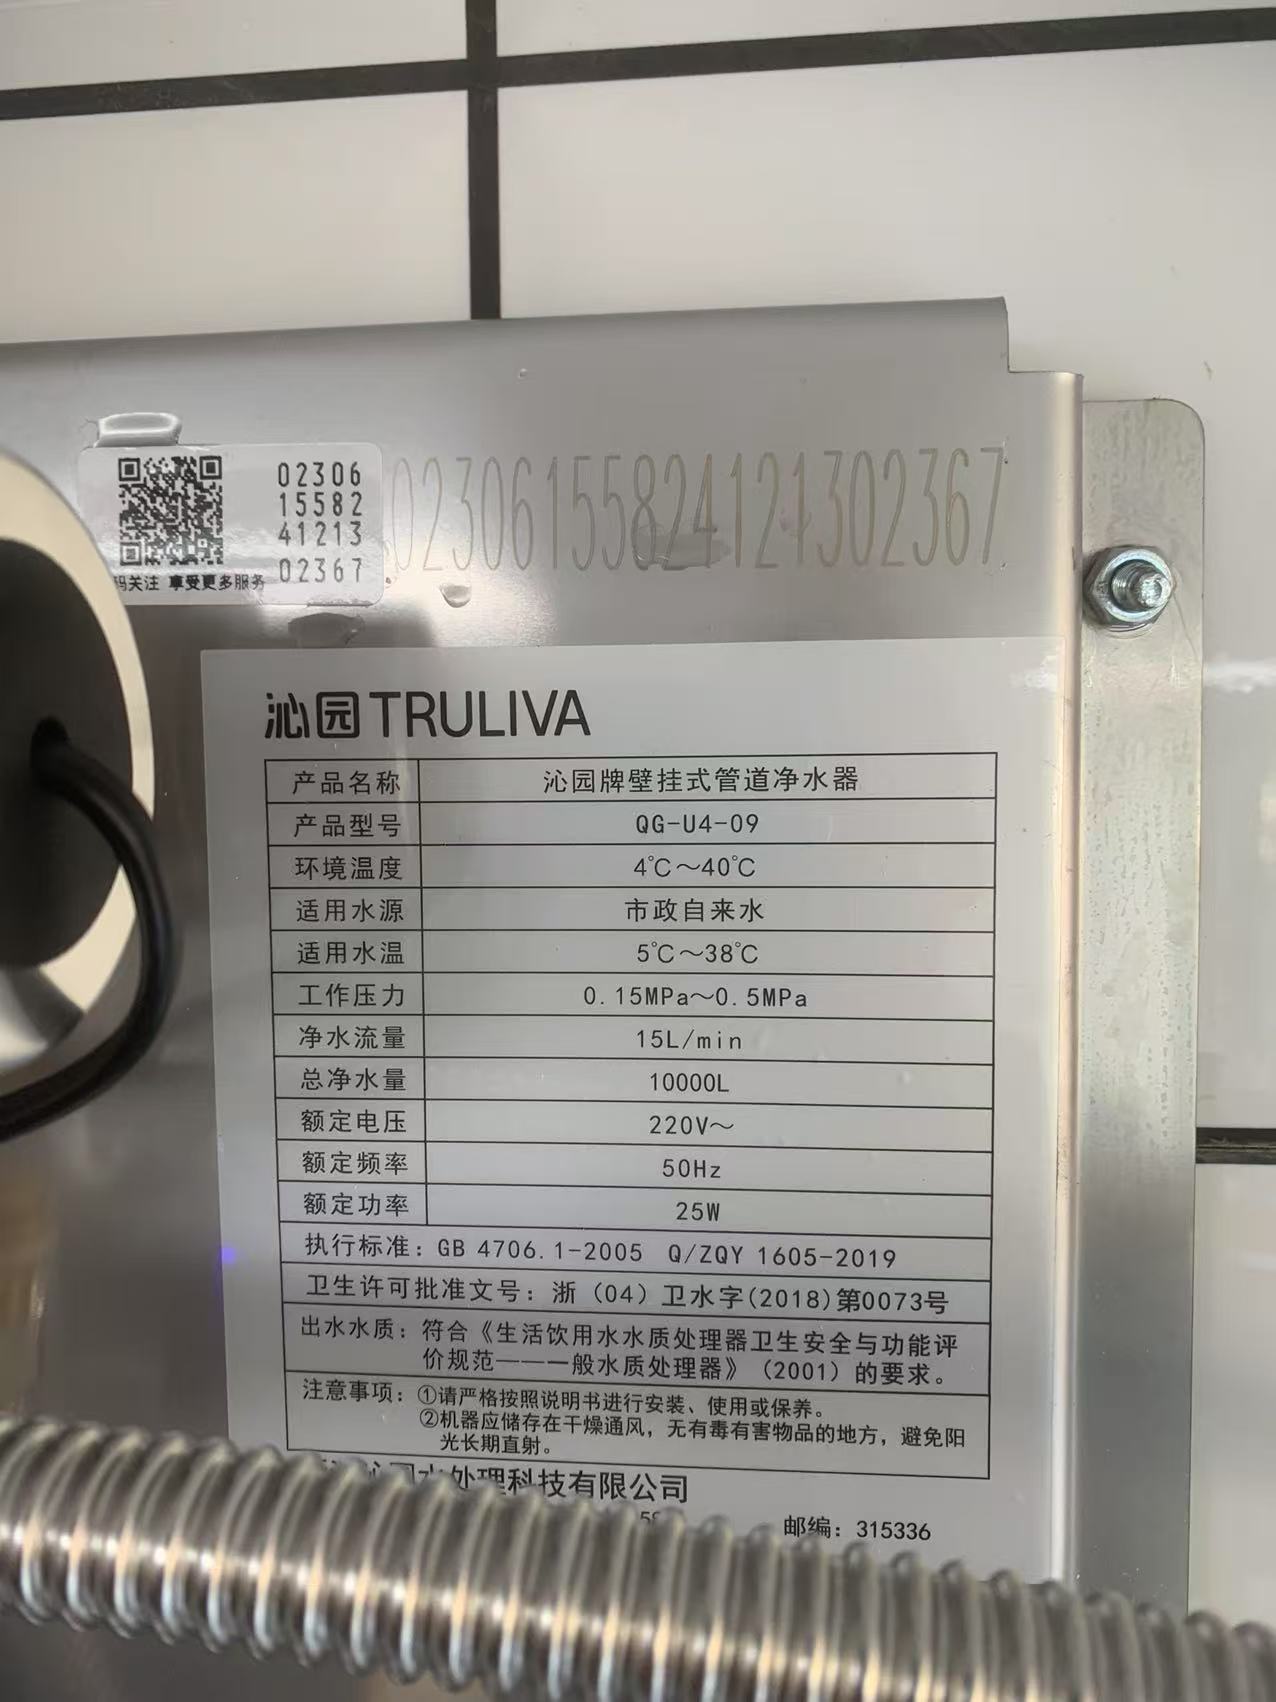 02306
15582
41213
02367
码关注 享受更多服务
02306155824121302367
沁园TRULIVA
产品名称 沁园牌壁挂式管道净水器
产品型号 QG-U4-09
环境温度 4℃~40℃
适用水源 市政自来水
适用水温 5℃~38℃
工作压力 0.15MPa~0.5MPa
净水流量 15L/min
总净水量 10000L
额定电压 220V~
额定频率 50Hz
额定功率 25W
执行标准：GB 4706.1-2005 Q/ZQY 1605-2019
卫生许可批准文号：浙（04）卫水字(2018)第0073号
出水水质：符合《生活饮用水水质处理器卫生安全与功能评
价规范——一般水质处理器》（2001）的要求。
注意事项：①请严格按照说明书进行安装、使用或保养。
②机器应储存在干燥通风，无有毒有害物品的地方，避免阳
光长期直射。
沁园水处理科技有限公司
邮编：315336